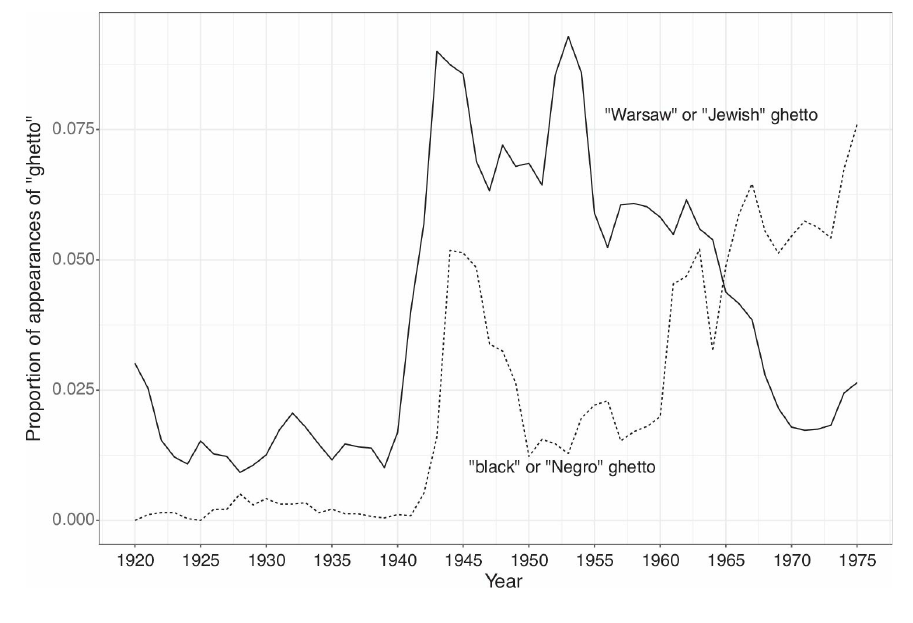 Proportion of appearances of "ghetto"
0.075
0.050
0.025
0.000
"Warsaw" or "Jewish" ghetto
"black" or "Negro" ghetto
1920 1925 1930 1935 1940 1945 1950 1955 1960 1965 1970 1975
Year